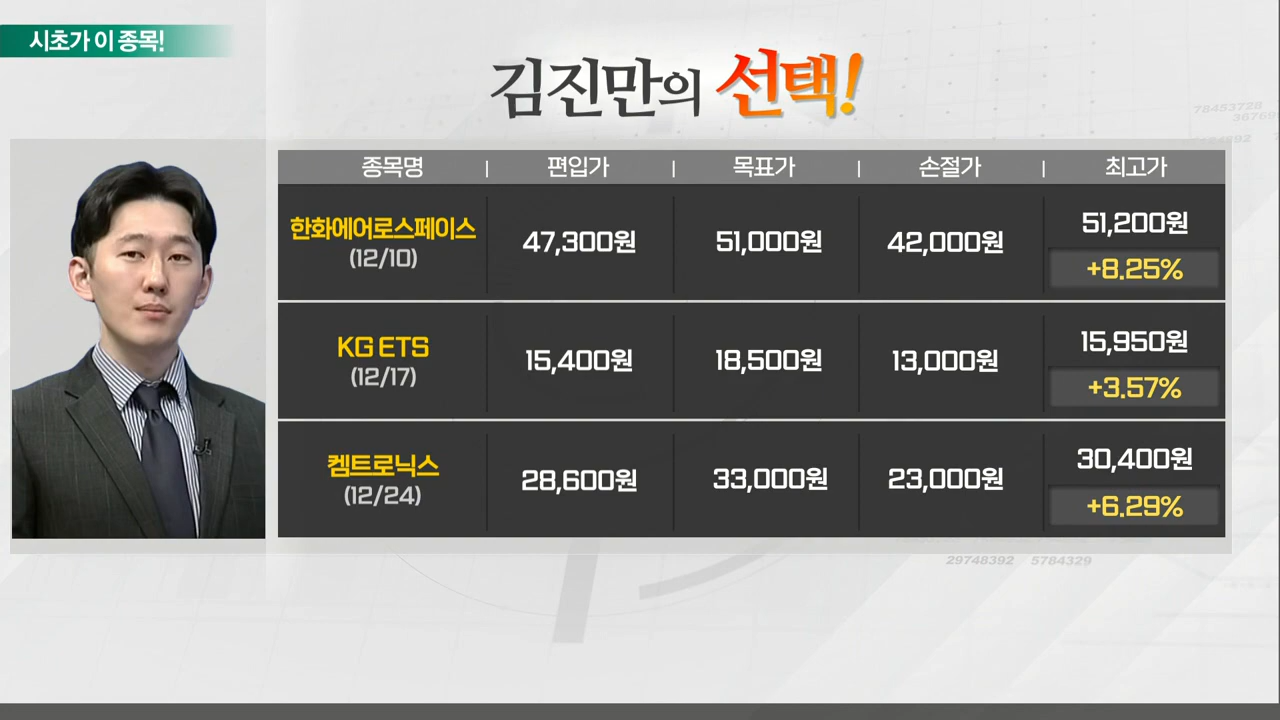 시초가 이 종목!
김진만의 선택!
종목명 | 편입가 | 목표가 | 손절가 | 최고가
한화에어로스페이스
(12/10)
47,300원
51,000원
42,000원
51,200원
+8.25%
KG ETS
(12/17)
15,400원
18,500원
13,000원
15,950원
+3.57%
켐트로닉스
(12/24)
28,600원
33,000원
23,000원
30,400원
+6.29%
78453728
29748392 5784329